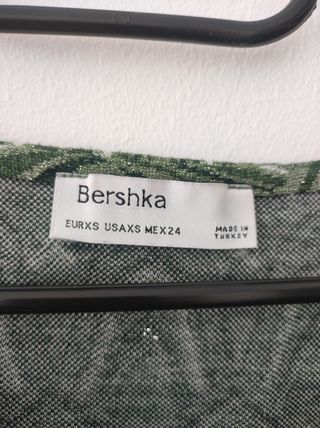 Bershka
EURXS USAXS MEX24
MADE IN
TURKEY